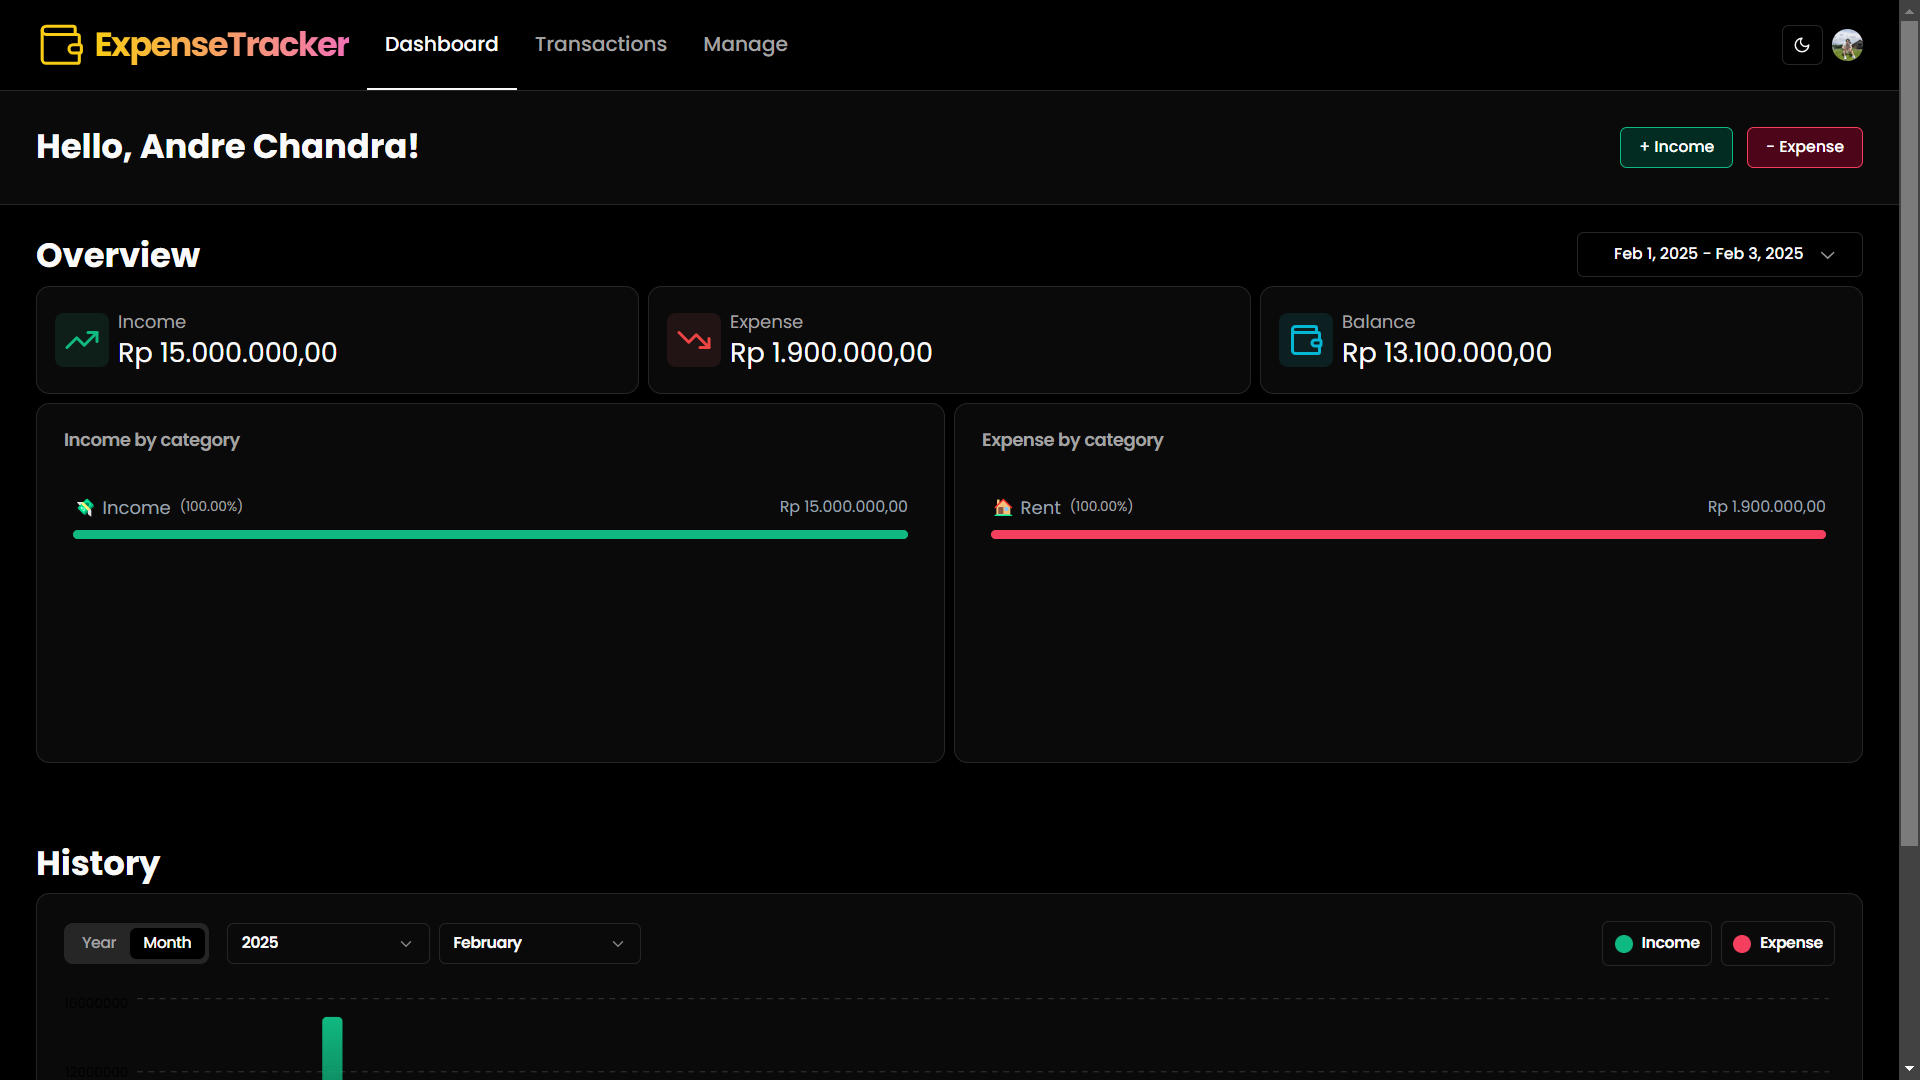 ExpenseTracker Dashboard Transactions Manage
Hello, Andre Chandra!
+ Income - Expense
Overview
Feb 1, 2025 - Feb 3, 2025
Income
Rp 15.000.000,00
Expense
Rp 1.900.000,00
Balance
Rp 13.100.000,00
Income by category
💸 Income (100.00%) Rp 15.000.000,00
Expense by category
🏠 Rent (100.00%) Rp 1.900.000,00
History
Year Month 2025 February Income Expense
16000000
12000000